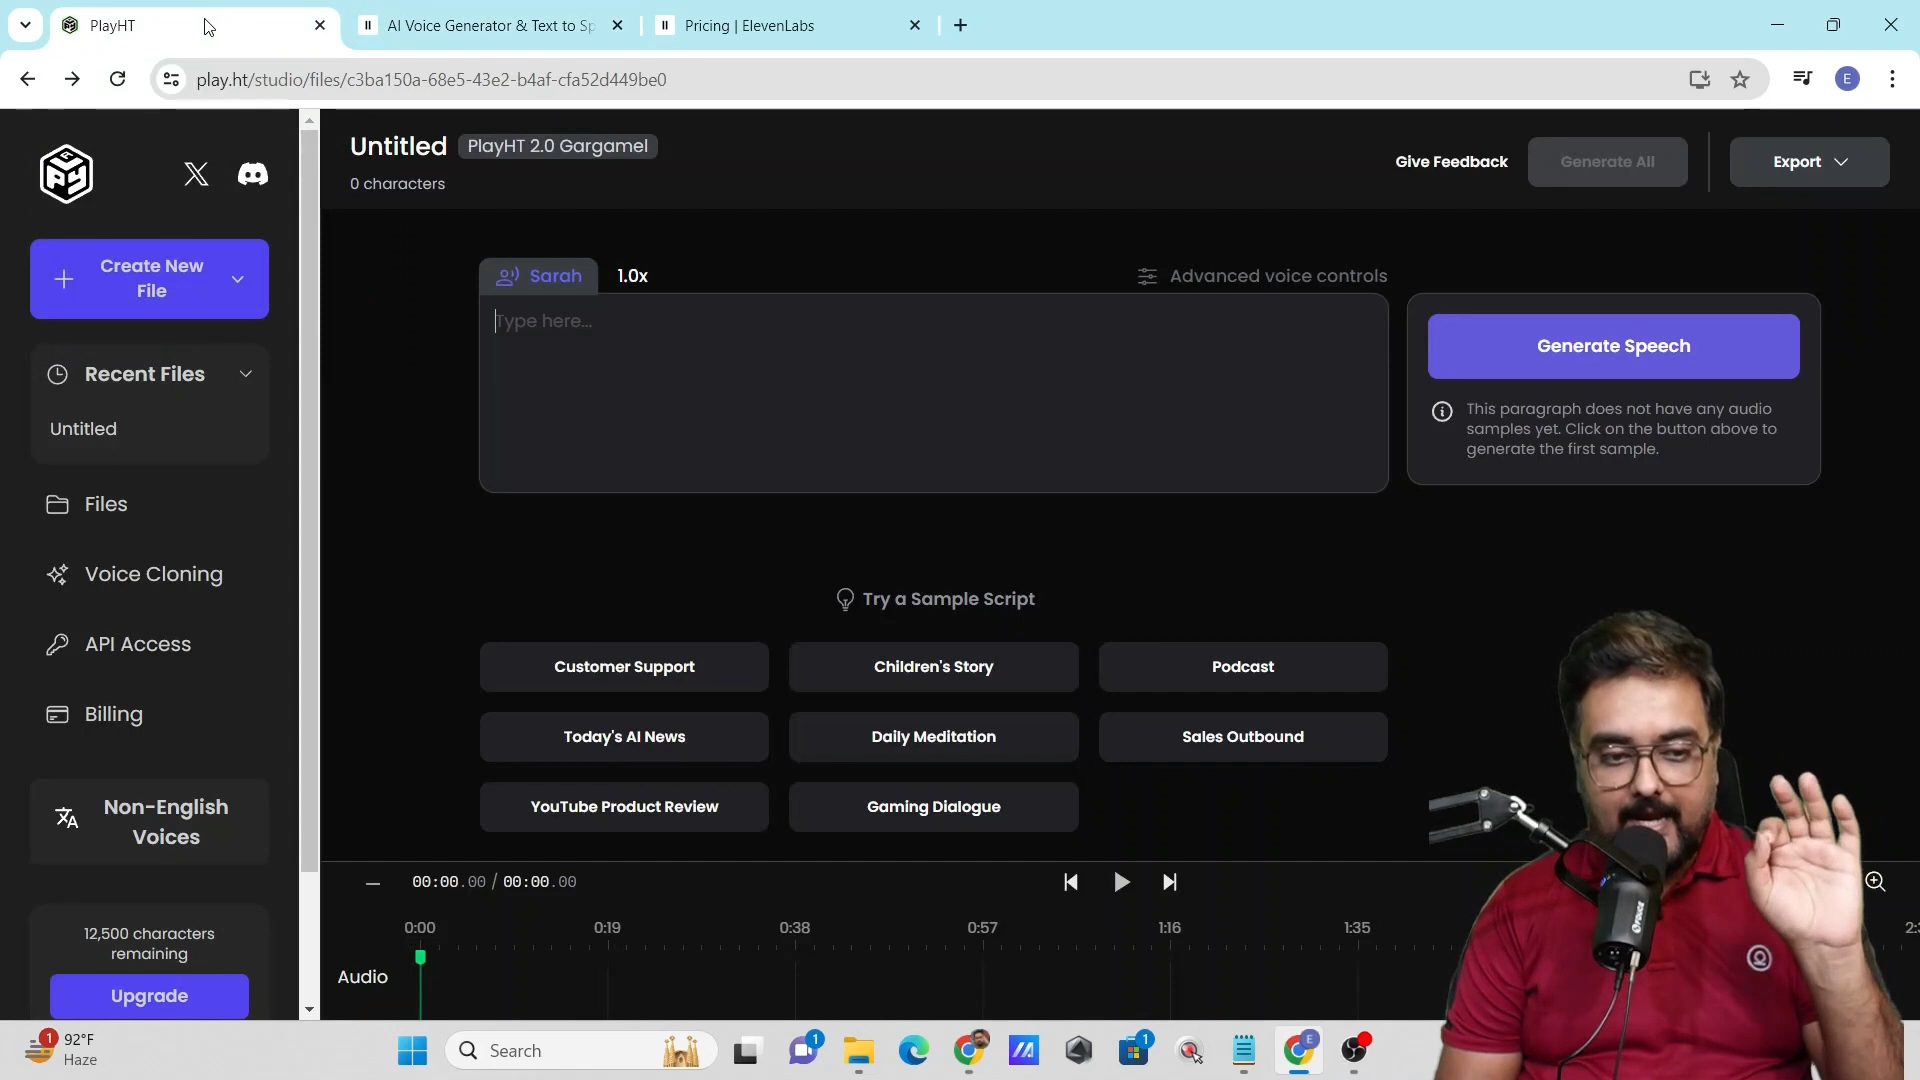 PlayHT
AI Voice Generator & Text to Sp
Pricing | ElevenLabs
play.ht/studio/files/c3ba150a-68e5-43e2-b4af-cfa52d449be0
E
Untitled
PlayHT 2.0 Gargamel
0 characters
Give Feedback
Generate All
Export
Create New
File
Recent Files
Untitled
Files
Voice Cloning
API Access
Billing
Non-English
Voices
12,500 characters
remaining
Upgrade
Sarah
1.0x
Advanced voice controls
Type here...
Generate Speech
This paragraph does not have any audio
samples yet. Click on the button above to
generate the first sample.
Try a Sample Script
Customer Support
Children's Story
Podcast
Today's AI News
Daily Meditation
Sales Outbound
YouTube Product Review
Gaming Dialogue
00:00.00 / 00:00.00
0:00
0:19
0:38
0:57
1:16
1:35
Audio
1
92°F
Haze
Search
1
1
E